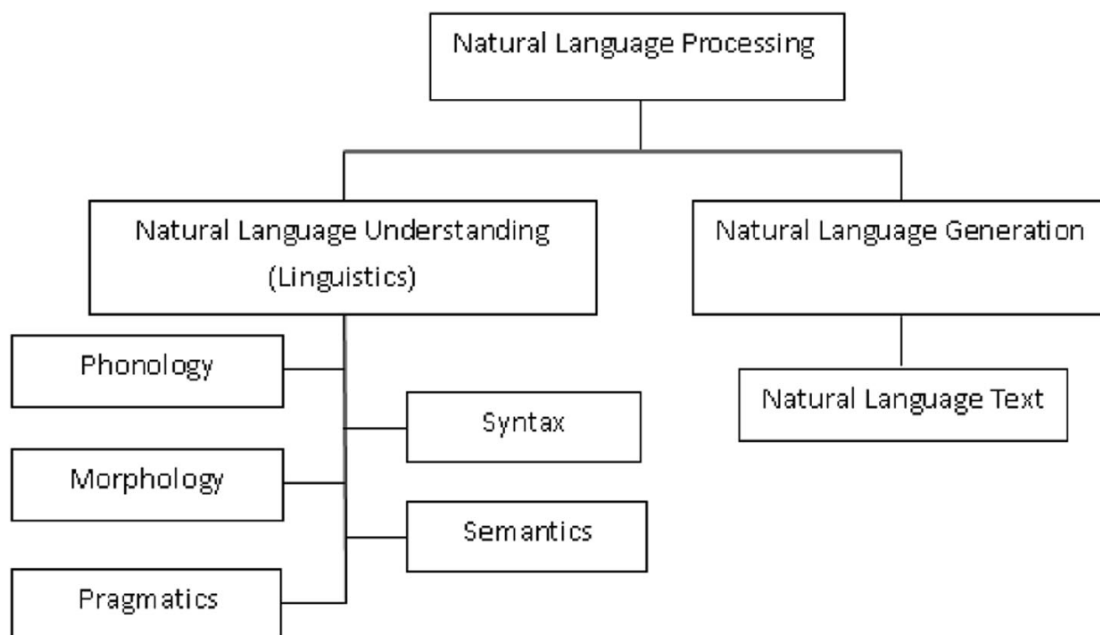 Natural Language Processing
Natural Language Understanding
(Linguistics)
Natural Language Generation
Phonology
Syntax
Natural Language Text
Morphology
Semantics
Pragmatics